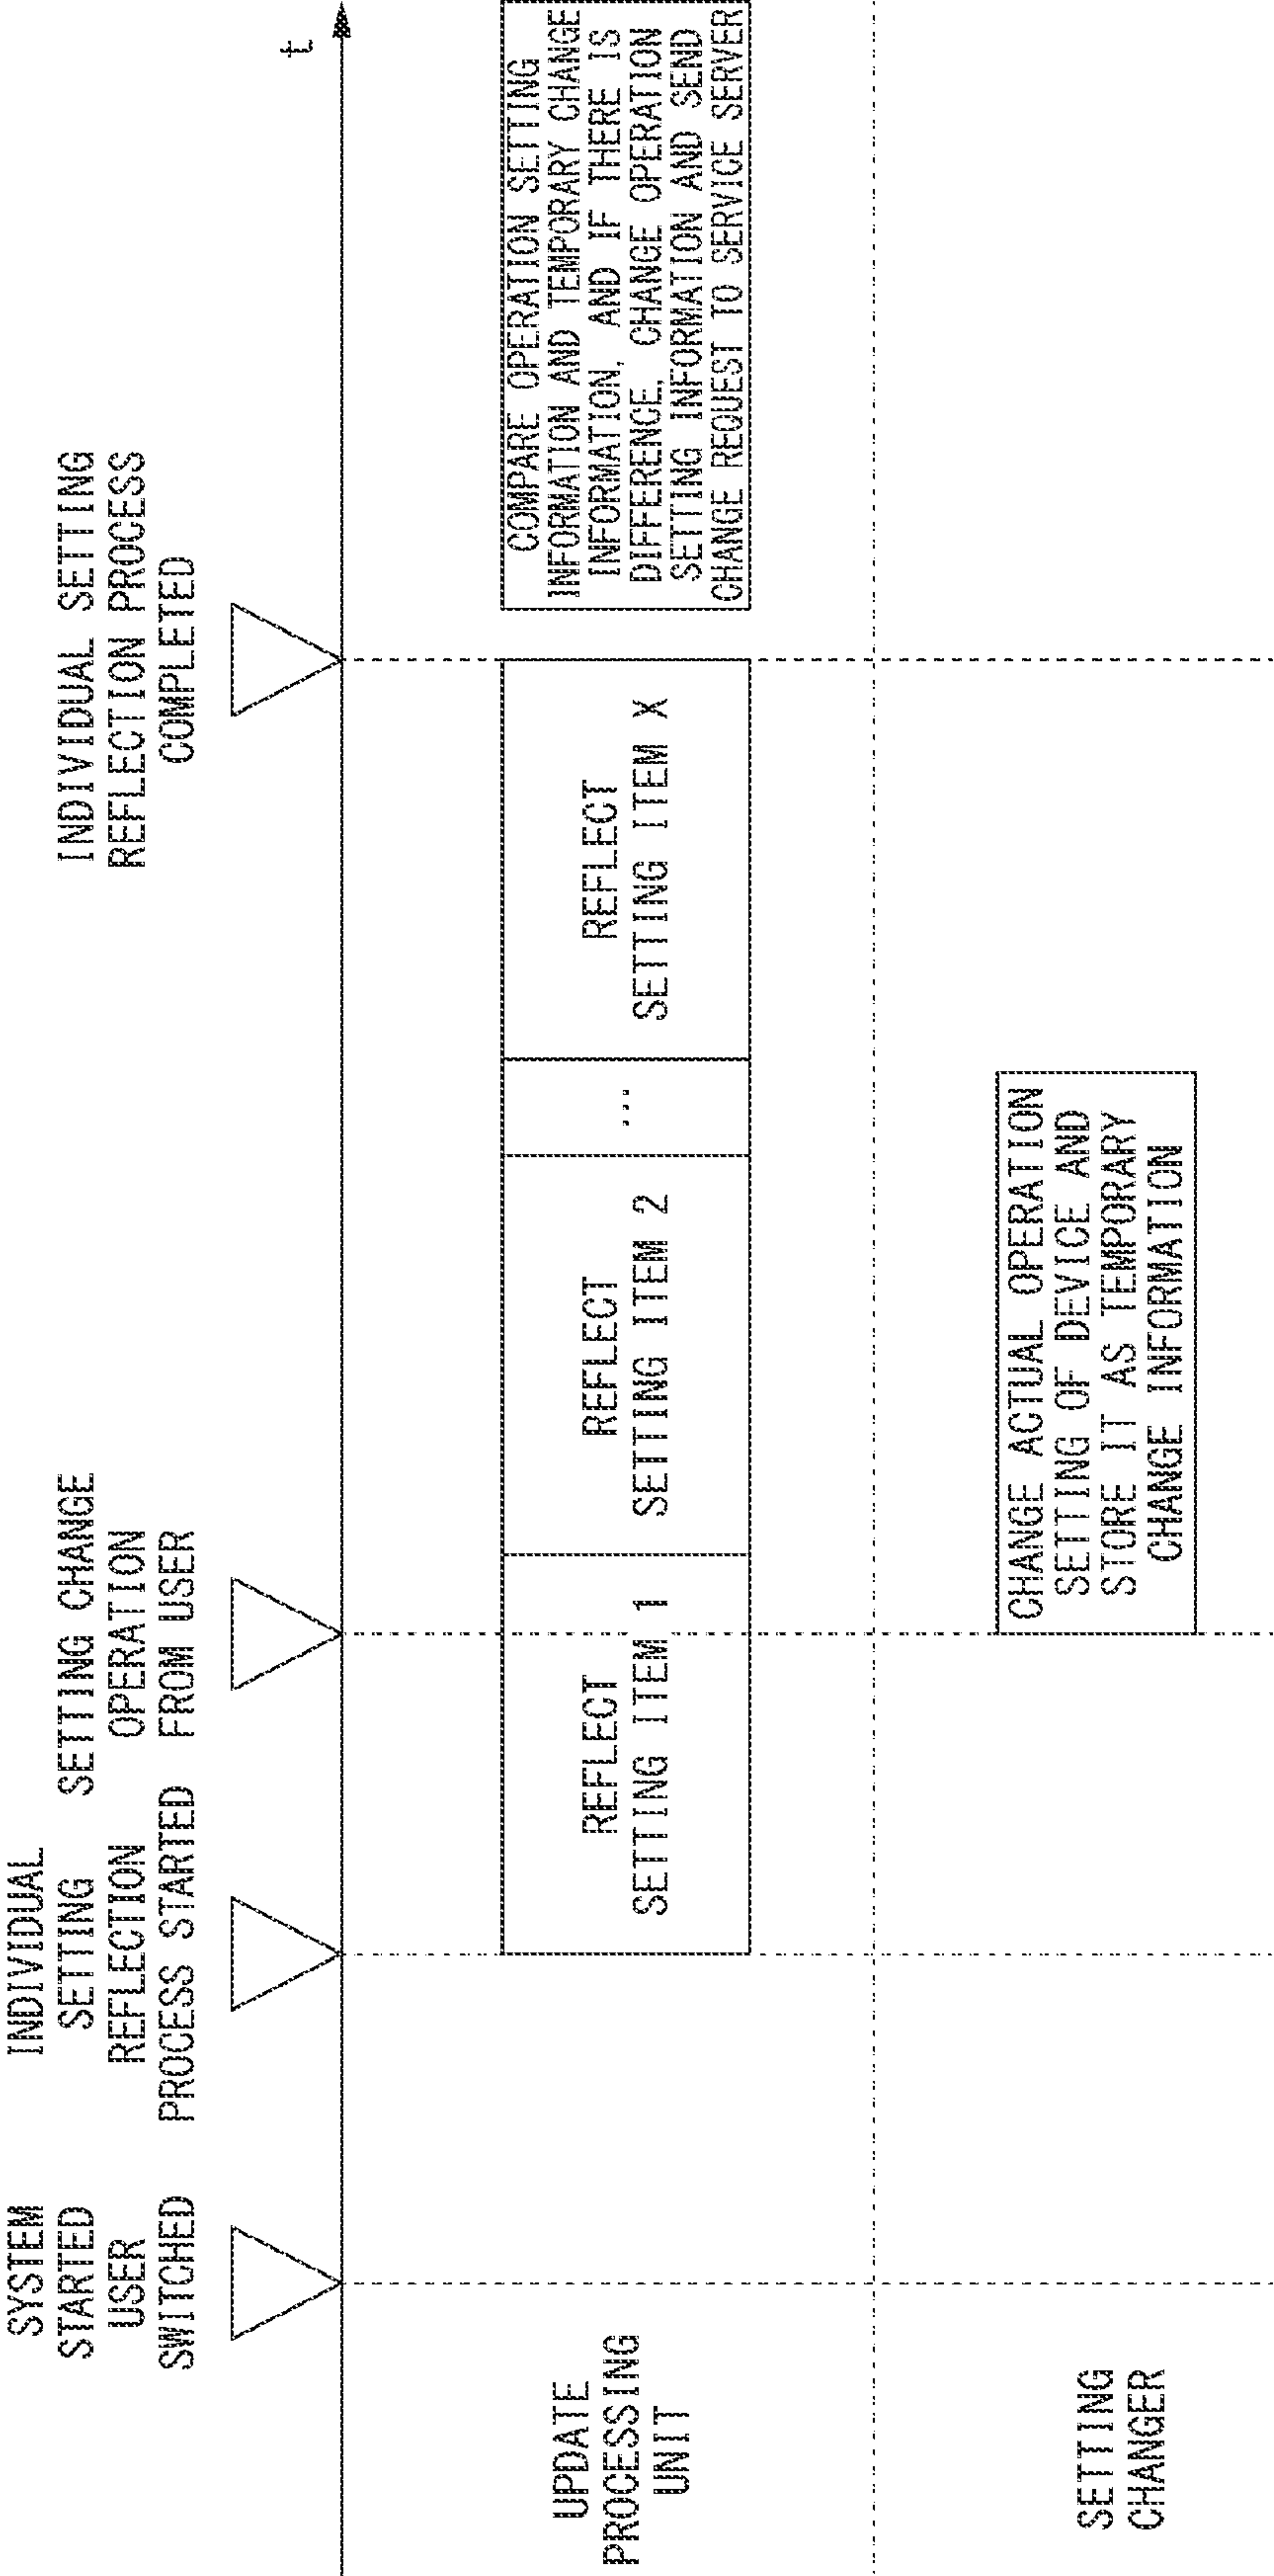 SYSTEM
STARTED
USER
SWITCHED
INDIVIDUAL
SETTING
REFLECTION
PROCESS STARTED
SETTING CHANGE
OPERATION
FROM USER
INDIVIDUAL SETTING
REFLECTION PROCESS
COMPLETED
t
UPDATE
PROCESSING
UNIT
REFLECT
SETTING ITEM 1
REFLECT
SETTING ITEM 2
...
REFLECT
SETTING ITEM X
COMPARE OPERATION SETTING
INFORMATION AND TEMPORARY CHANGE
INFORMATION, AND IF THERE IS
DIFFERENCE, CHANGE OPERATION
SETTING INFORMATION AND SEND
CHANGE REQUEST TO SERVICE SERVER
SETTING
CHANGER
CHANGE ACTUAL OPERATION
SETTING OF DEVICE AND
STORE IT AS TEMPORARY
CHANGE INFORMATION